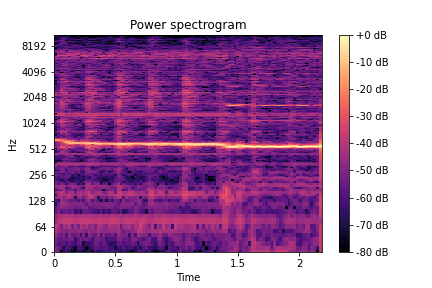 Power spectrogram
Hz
8192
4096
2048
1024
512
256
128
64
0
0
0.5
1
1.5
2
Time
+0 dB
-10 dB
-20 dB
-30 dB
-40 dB
-50 dB
-60 dB
-70 dB
-80 dB